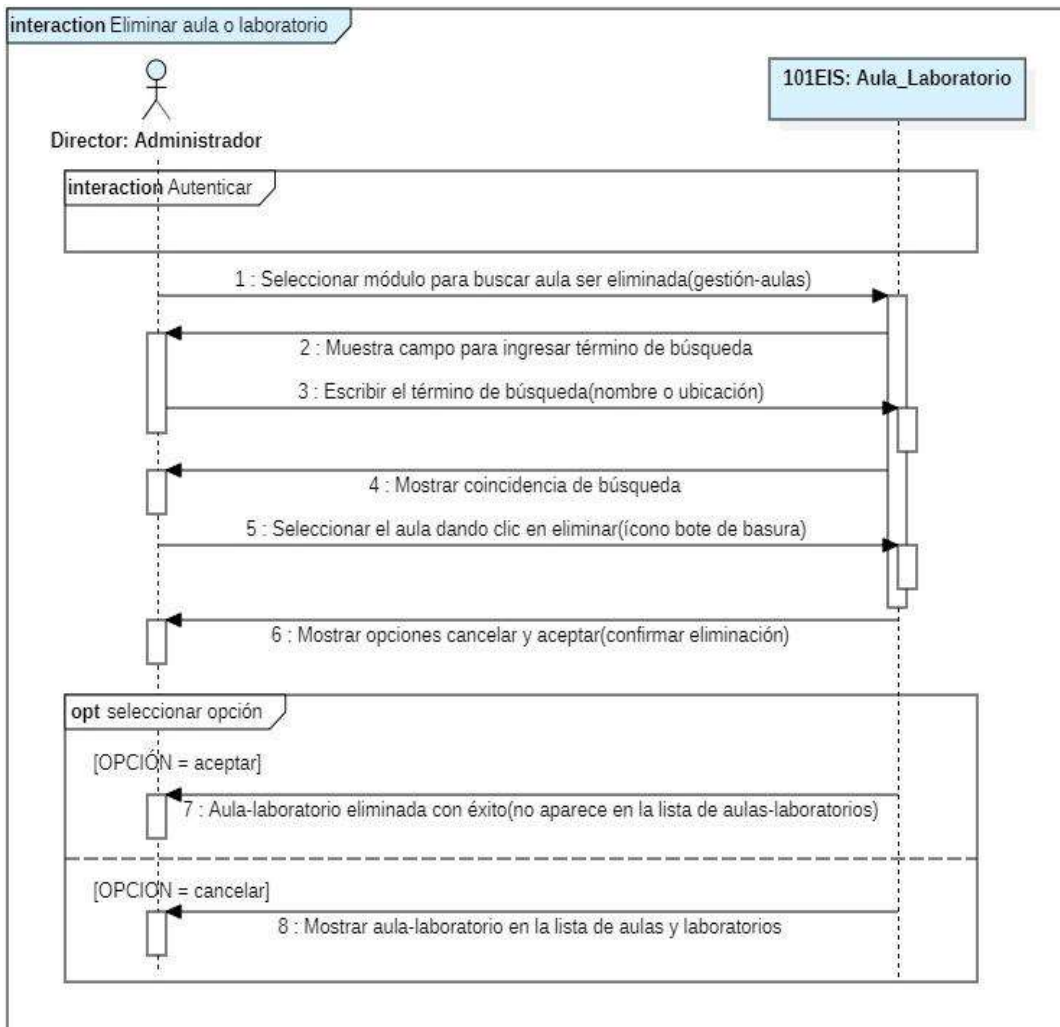 interaction Eliminar aula o laboratorio
101EIS: Aula_Laboratorio
Director: Administrador
interaction Autenticar
1 : Seleccionar módulo para buscar aula ser eliminada(gestión-aulas)
2 : Muestra campo para ingresar término de búsqueda
3 : Escribir el término de búsqueda(nombre o ubicación)
4 : Mostrar coincidencia de búsqueda
5 : Seleccionar el aula dando clic en eliminar(ícono bote de basura)
6 : Mostrar opciones cancelar y aceptar(confirmar eliminación)
opt seleccionar opción
[OPCIÓN = aceptar]
7 : Aula-laboratorio eliminada con éxito(no aparece en la lista de aulas-laboratorios)
[OPCION = cancelar]
8 : Mostrar aula-laboratorio en la lista de aulas y laboratorios